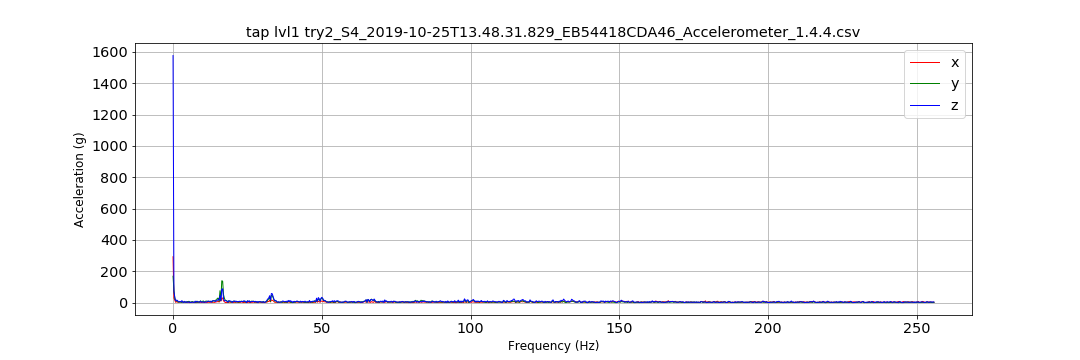 tap lvl1 try2_S4_2019-10-25T13.48.31.829_EB54418CDA46_Accelerometer_1.4.4.csv
1600
1400
1200
1000
800
600
400
200
0
Acceleration (g)
x
y
z
0
50
100
150
200
250
Frequency (Hz)